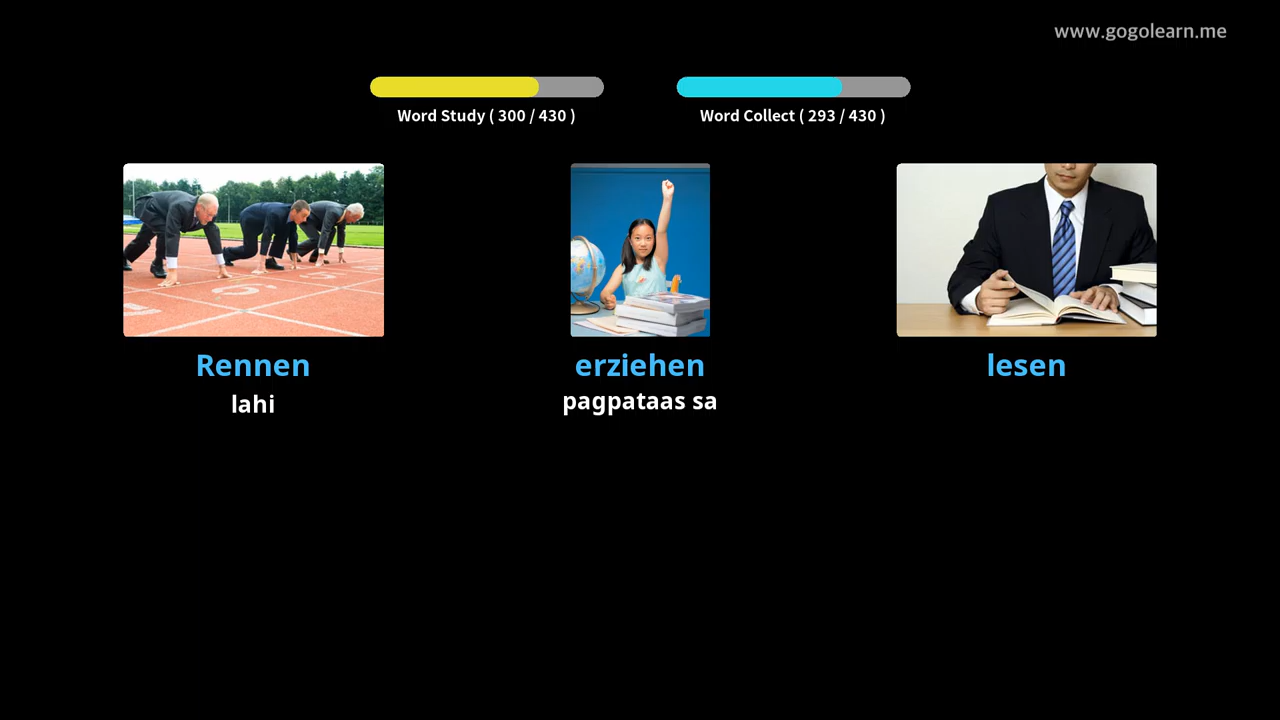 www.gogolearn.me
Word Study ( 300 / 430 )
Word Collect ( 293 / 430 )
Rennen
lahi
erziehen
pagpataas sa
lesen